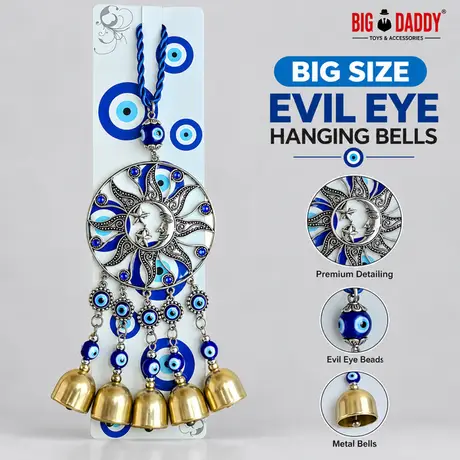 BIG DADDY
TOYS & ACCESSORIES
BIG SIZE
EVIL EYE
HANGING BELLS
Premium Detailing
Evil Eye Beads
Metal Bells